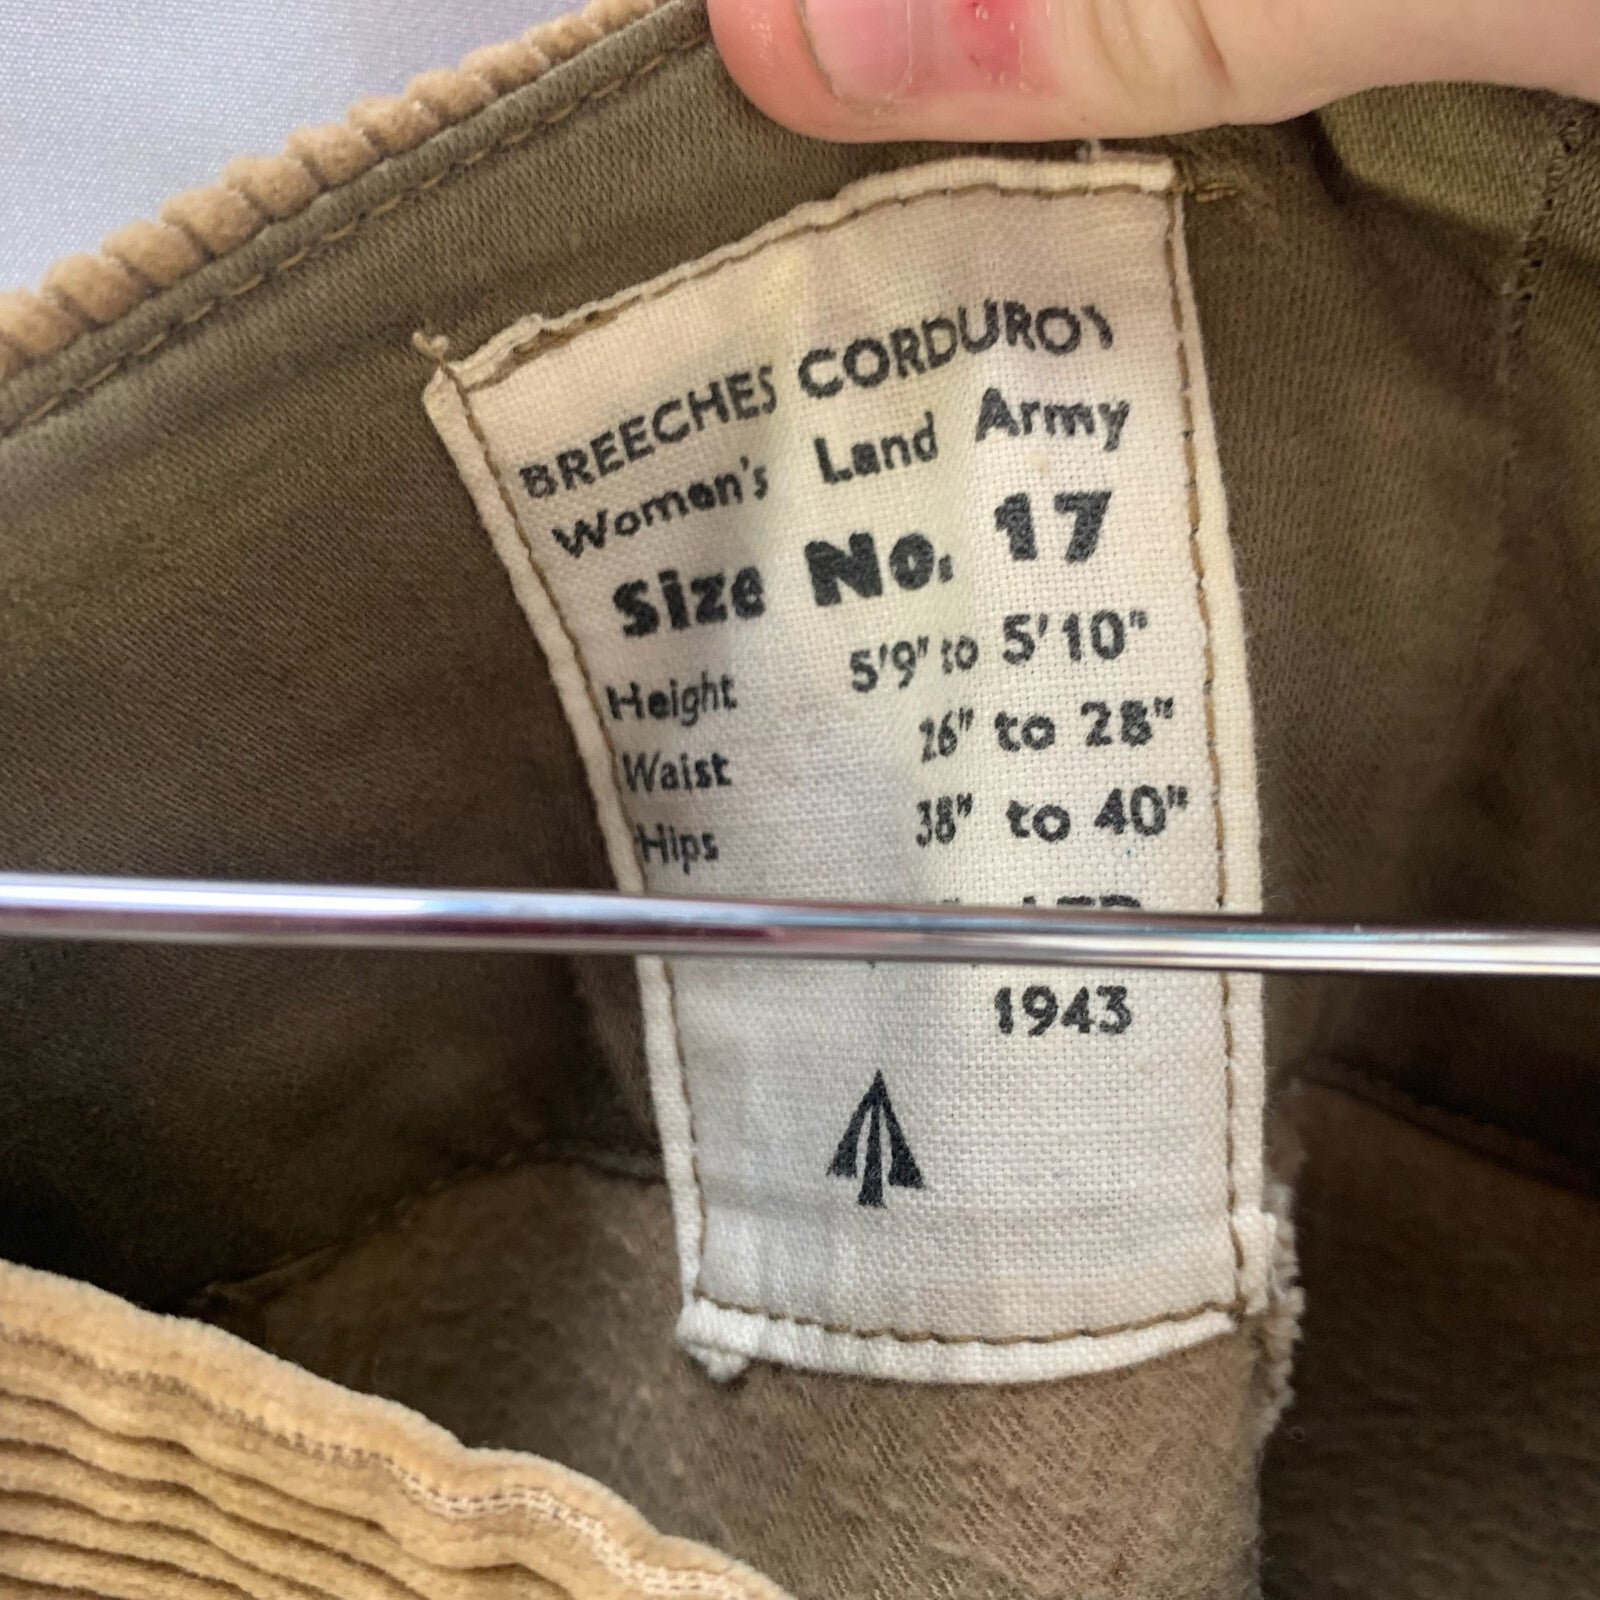 BREECHES CORDUROY
Women's Land Army
Size No. 17
Height 5'9" to 5'10"
Waist 26" to 28"
Hips 38" to 40"
1943